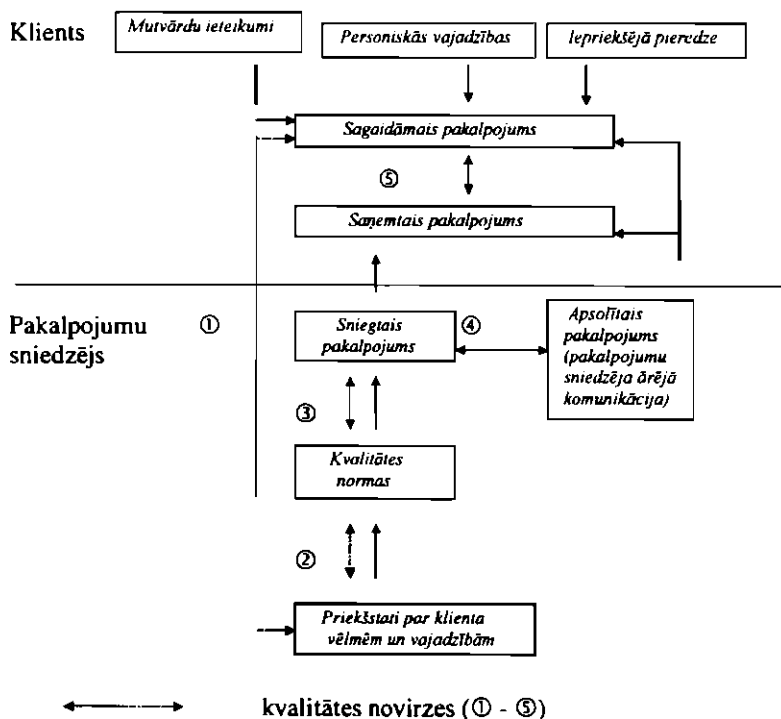 Klients
Mutvārdu ieteikumi
Personiskās vajadzības
Iepriekšējā pieredze
Sagaidāmais pakalpojums
⑤
Saņemtais pakalpojums
Pakalpojumu
sniedzējs
①
Sniegtais
pakalpojums
④
Apsolītais
pakalpojums
(pakalpojumu
sniedzēja ārējā
komunikācija)
③
Kvalitātes
normas
②
Priekšstati par klienta
vēlmēm un vajadzībām
kvalitātes novirzes (① - ⑤)